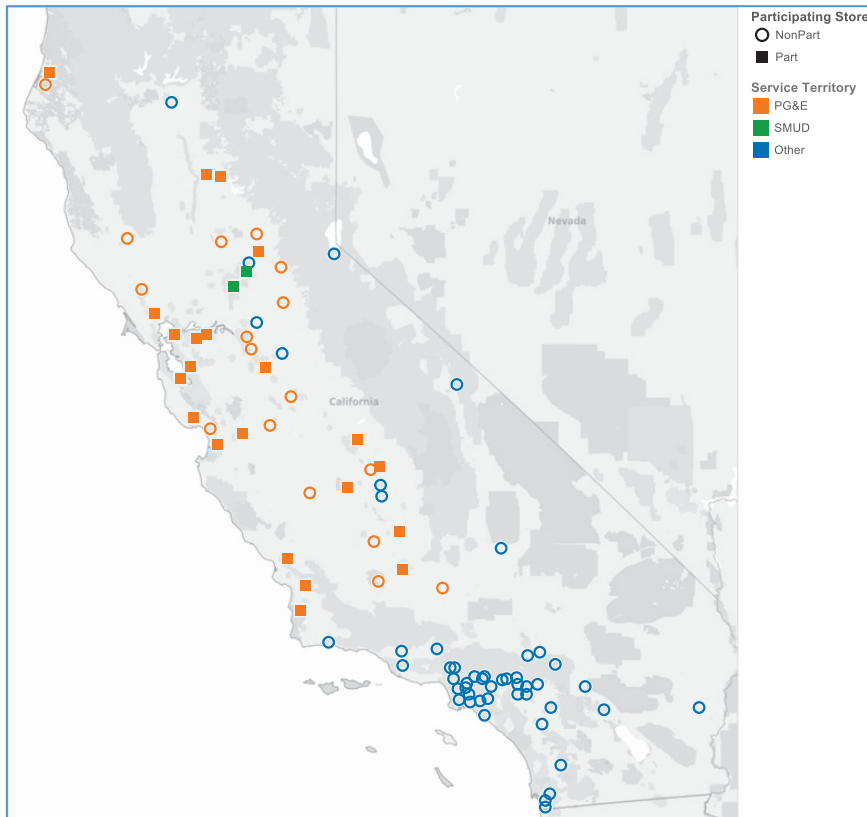 Participating Store
NonPart
Part
Service Territory
PG&E
SMUD
Other
Nevada
California